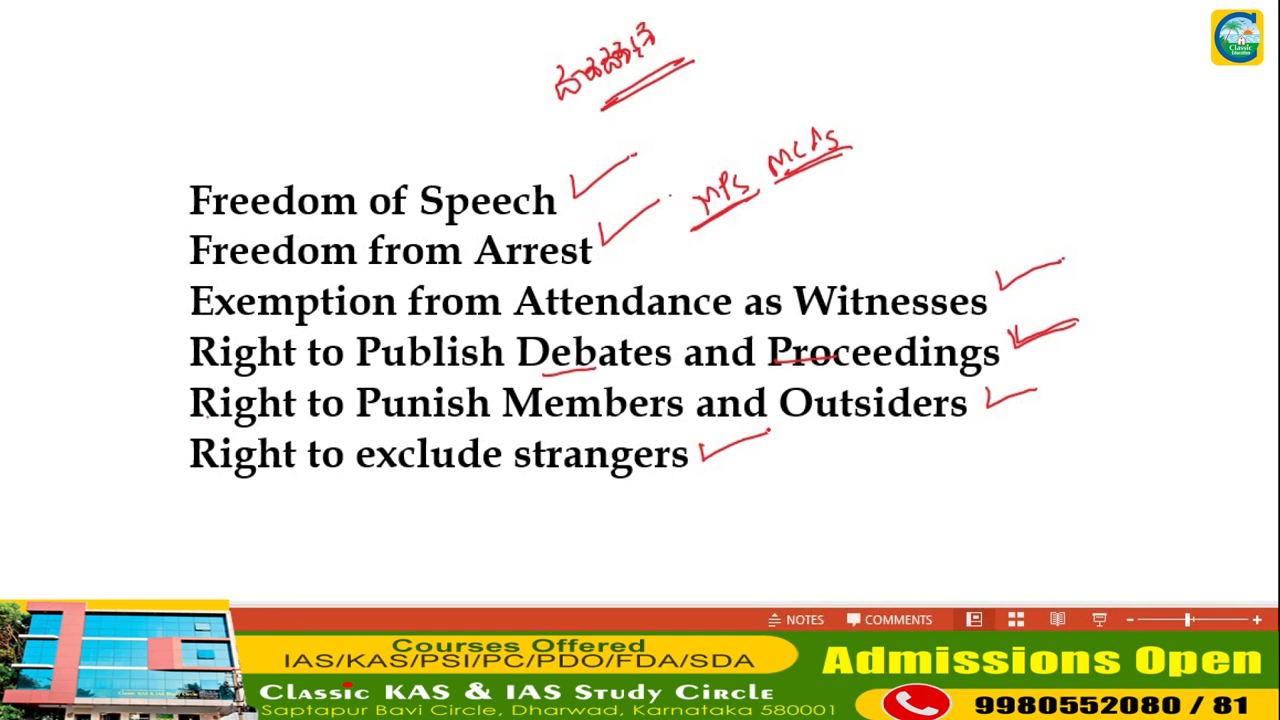 Classic
Education
MPs MLAs
Freedom of Speech
Freedom from Arrest
Exemption from Attendance as Witnesses
Right to Publish Debates and Proceedings
Right to Punish Members and Outsiders
Right to exclude strangers
NOTES COMMENTS
Courses Offered
IAS/KAS/PSI/PC/PDO/FDA/SDA
Classic KAS & IAS Study Circle
Saptapur Bavi Circle, Dharwad, Karnataka 580001
Admissions Open
9980552080 / 81